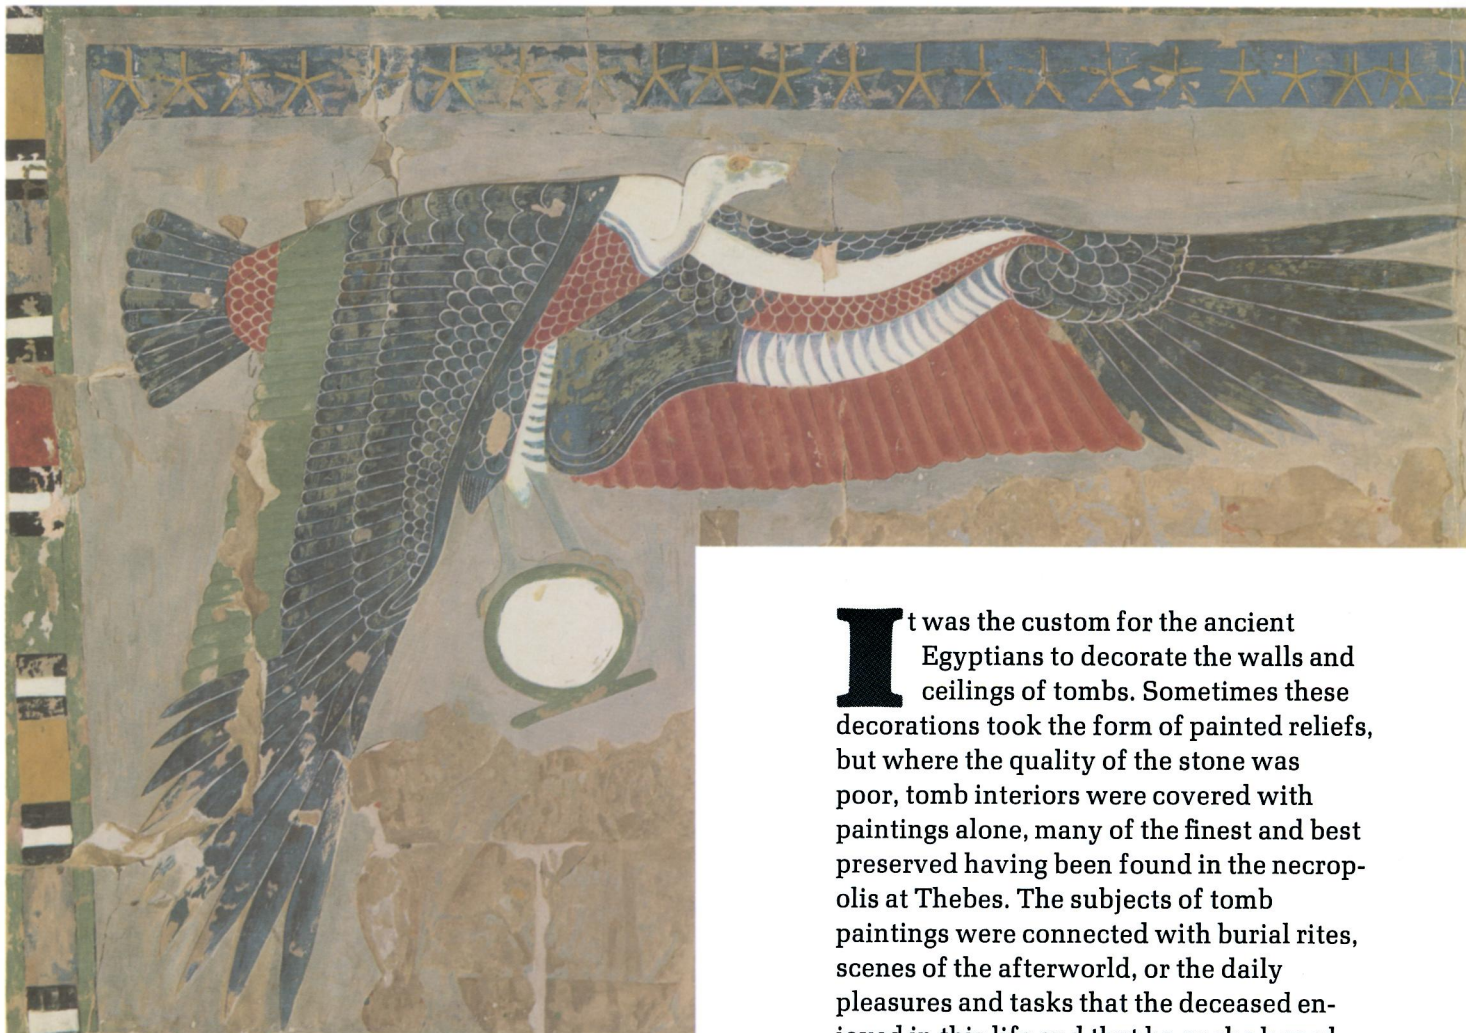 It was the custom for the ancient
Egyptians to decorate the walls and
ceilings of tombs. Sometimes these
decorations took the form of painted reliefs,
but where the quality of the stone was
poor, tomb interiors were covered with
paintings alone, many of the finest and best
preserved having been found in the necrop-
olis at Thebes. The subjects of tomb
paintings were connected with burial rites,
scenes of the afterworld, or the daily
pleasures and tasks that the deceased en-